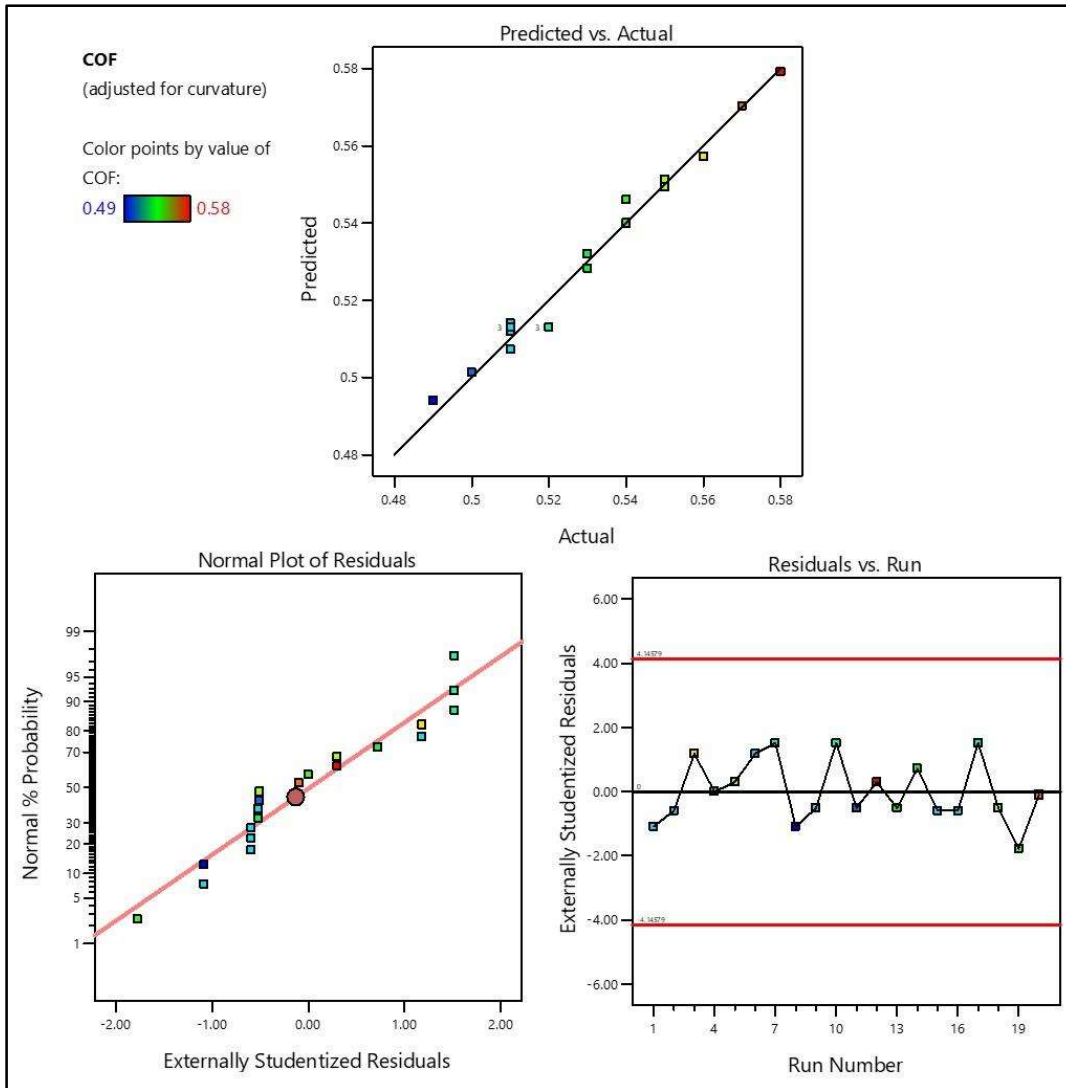 COF
(adjusted for curvature)
Color points by value of
COF:
0.49 0.58
Predicted vs. Actual
Predicted
0.58
0.56
0.54
0.52
0.5
0.48
3 3
0.48 0.5 0.52 0.54 0.56 0.58
Actual
Normal Plot of Residuals
Normal % Probability
99
95
90
80
70
50
30
20
10
5
1
-2.00 -1.00 0.00 1.00 2.00
Externally Studentized Residuals
Residuals vs. Run
Externally Studentized Residuals
6.00
4.14579
4.00
2.00
0.00 0
-2.00
-4.00 -4.14579
-6.00
1 4 7 10 13 16 19
Run Number